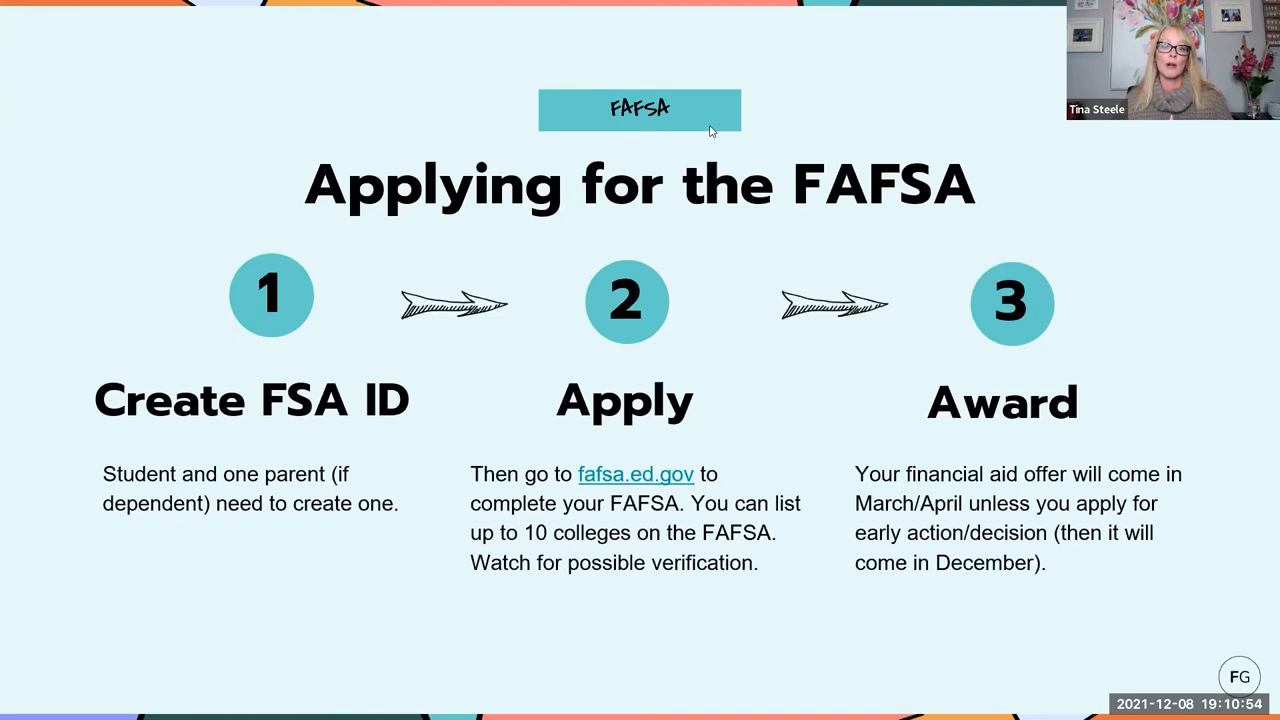 FAFSA
Tina Steele
Applying for the FAFSA
1
2
3
Create FSA ID
Apply
Award
Student and one parent (if
dependent) need to create one.
Then go to fafsa.ed.gov to
complete your FAFSA. You can list
up to 10 colleges on the FAFSA.
Watch for possible verification.
Your financial aid offer will come in
March/April unless you apply for
early action/decision (then it will
come in December).
FG
2021-12-08 19:10:54